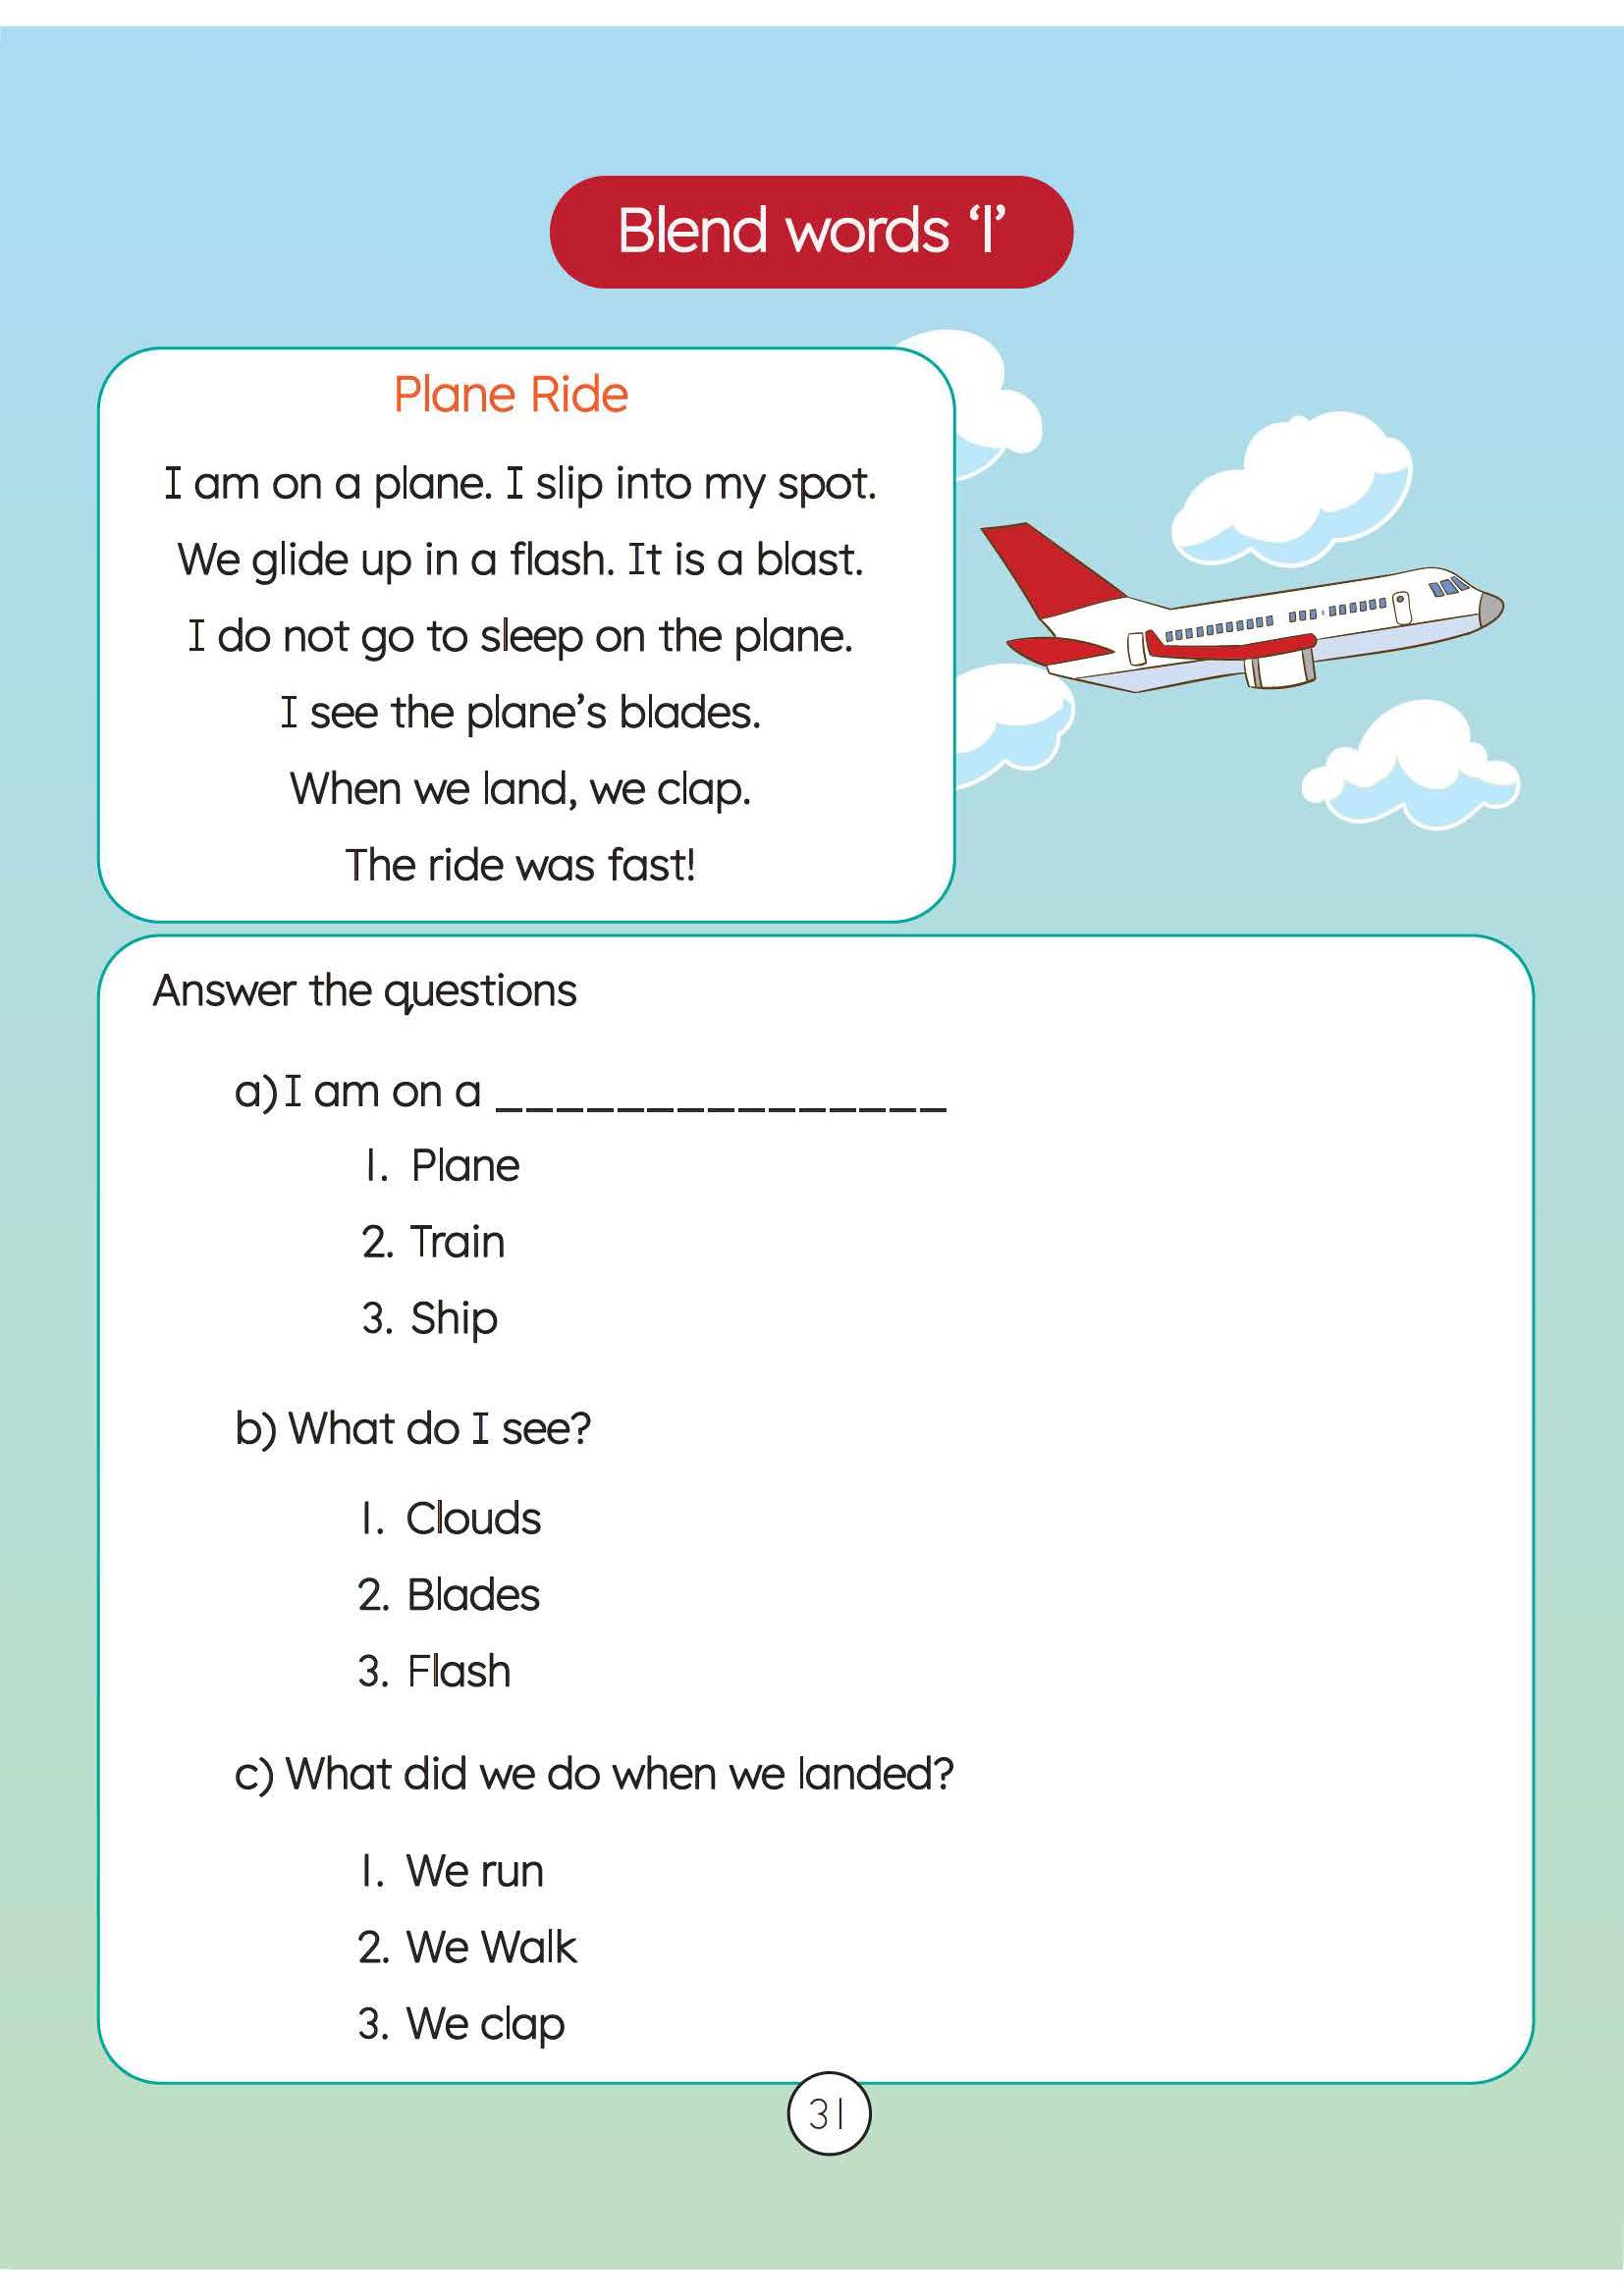 Blend words ‘l’
Plane Ride
I am on a plane. I slip into my spot.
We glide up in a flash. It is a blast.
I do not go to sleep on the plane.
I see the plane’s blades.
When we land, we clap.
The ride was fast!
Answer the questions
a) I am on a _______________
1. Plane
2. Train
3. Ship
b) What do I see?
1. Clouds
2. Blades
3. Flash
c) What did we do when we landed?
1. We run
2. We Walk
3. We clap
31